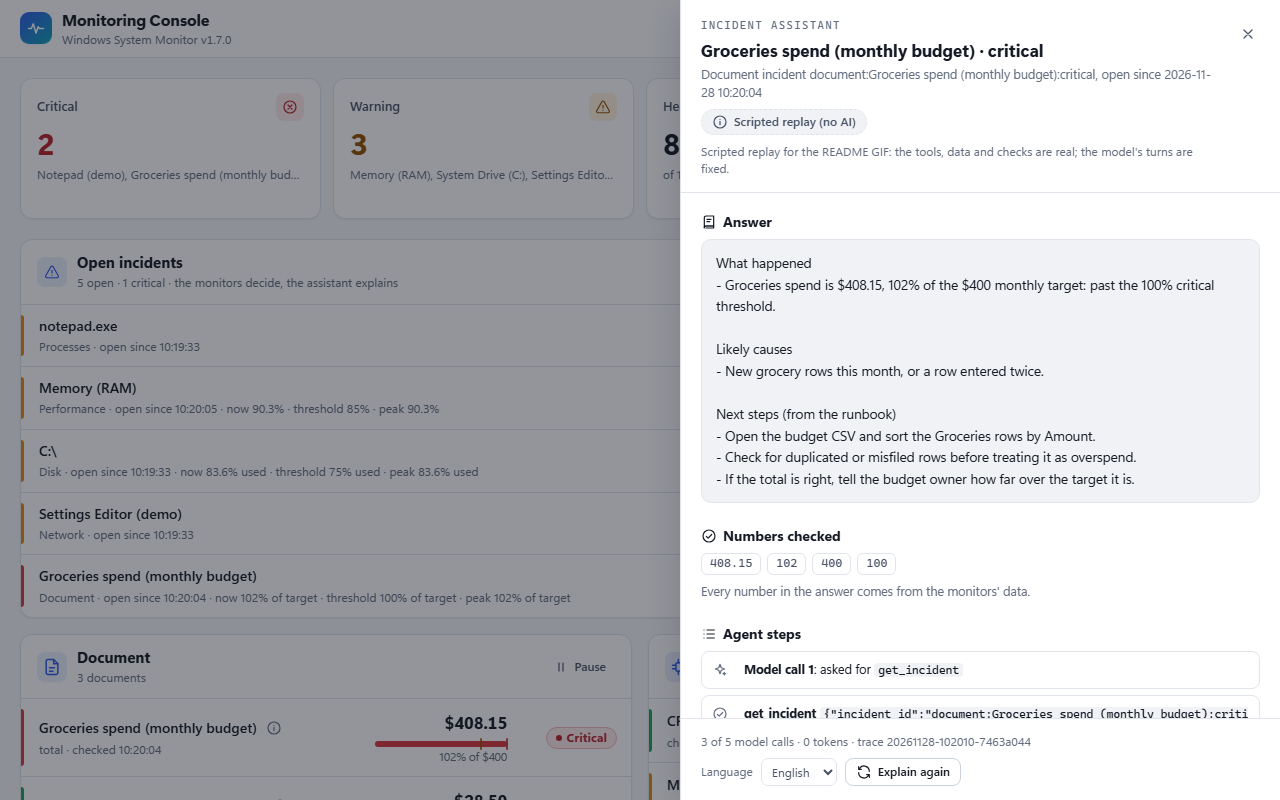 Monitoring Console
Windows System Monitor v1.7.0
Critical
2
Notepad (demo), Groceries spend (monthly bud...
Warning
3
Memory (RAM), System Drive (C:), Settings Edito...
He
8
of 1
Open incidents
5 open · 1 critical · the monitors decide, the assistant explains
notepad.exe
Processes · open since 10:19:33
Memory (RAM)
Performance · open since 10:20:05 · now 90.3% · threshold 85% · peak 90.3%
C:\
Disk · open since 10:19:33 · now 83.6% used · threshold 75% used · peak 83.6% used
Settings Editor (demo)
Network · open since 10:19:33
Groceries spend (monthly budget)
Document · open since 10:20:04 · now 102% of target · threshold 100% of target · peak 102% of target
Document
3 documents
Pause
Groceries spend (monthly budget)
total · checked 10:20:04
$408.15
102% of $400
Critical
INCIDENT ASSISTANT
Groceries spend (monthly budget) · critical
Document incident document:Groceries spend (monthly budget):critical, open since 2026-11-
28 10:20:04
Scripted replay (no AI)
Scripted replay for the README GIF: the tools, data and checks are real; the model's turns are
fixed.
Answer
What happened
- Groceries spend is $408.15, 102% of the $400 monthly target: past the 100% critical
threshold.
Likely causes
- New grocery rows this month, or a row entered twice.
Next steps (from the runbook)
- Open the budget CSV and sort the Groceries rows by Amount.
- Check for duplicated or misfiled rows before treating it as overspend.
- If the total is right, tell the budget owner how far over the target it is.
Numbers checked
408.15 102 400 100
Every number in the answer comes from the monitors' data.
Agent steps
Model call 1: asked for get_incident
get_incident {"incident_id":"document:Groceries spend (monthly budget):criti
3 of 5 model calls · 0 tokens · trace 20261128-102010-7463a044
Language English Explain again